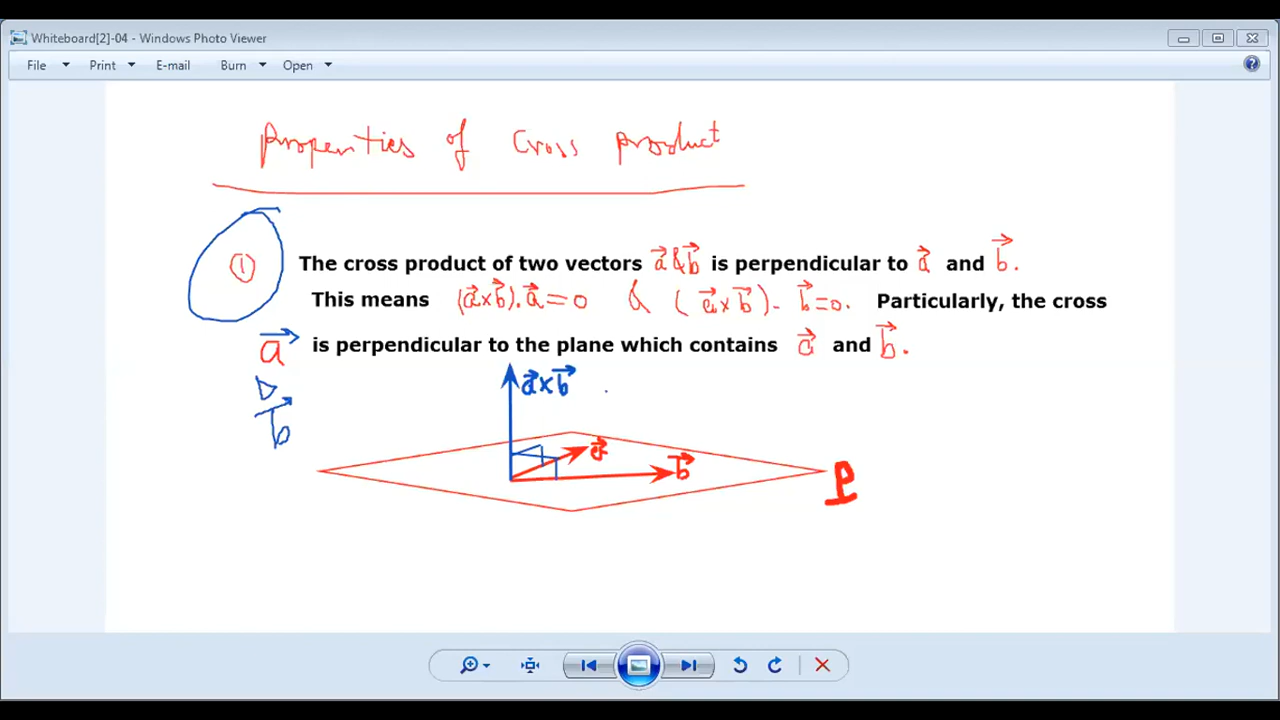 Whiteboard[2]-04 - Windows Photo Viewer
File Print E-mail Burn Open
Properties of Cross product
① The cross product of two vectors a⃗ & b⃗ is perpendicular to a⃗ and b⃗.
This means (a⃗×b⃗).a⃗=0 & (a⃗×b⃗).b⃗=0. Particularly, the cross
a⃗ is perpendicular to the plane which contains a⃗ and b⃗.
a⃗×b⃗
b⃗
a⃗
b⃗
P